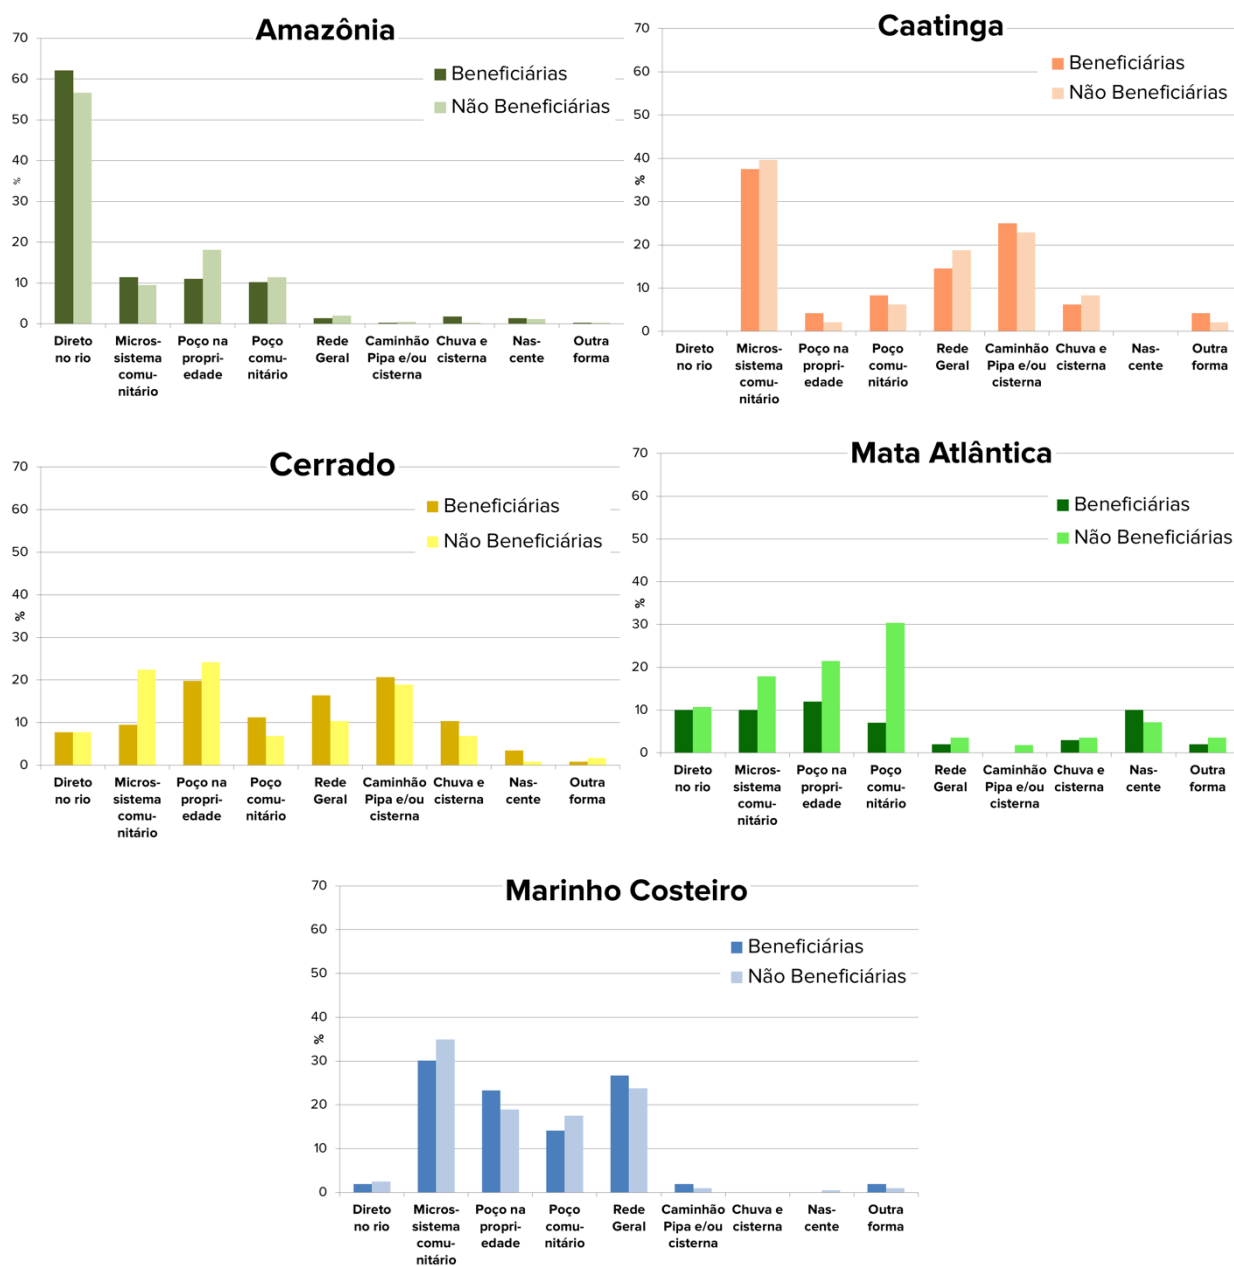 Amazônia
70
60
50
40
%
30
20
10
0
Beneficiárias
Não Beneficiárias
Direto
no rio
Micros-
sistema
comu-
nitário
Poço na
propri-
edade
Poço
comu-
nitário
Rede
Geral
Caminhão
Pipa e/ou
cisterna
Chuva e
cisterna
Nas-
cente
Outra
forma
Caatinga
70
60
50
40
%
30
20
10
0
Beneficiárias
Não Beneficiárias
Direto
no rio
Micros-
sistema
comu-
nitário
Poço na
propri-
edade
Poço
comu-
nitário
Rede
Geral
Caminhão
Pipa e/ou
cisterna
Chuva e
cisterna
Nas-
cente
Outra
forma
Cerrado
70
60
50
40
%
30
20
10
0
Beneficiárias
Não Beneficiárias
Direto
no rio
Micros-
sistema
comu-
nitário
Poço na
propri-
edade
Poço
comu-
nitário
Rede
Geral
Caminhão
Pipa e/ou
cisterna
Chuva e
cisterna
Nas-
cente
Outra
forma
Mata Atlântica
70
60
50
40
%
30
20
10
0
Beneficiárias
Não Beneficiárias
Direto
no rio
Micros-
sistema
comu-
nitário
Poço na
propri-
edade
Poço
comu-
nitário
Rede
Geral
Caminhão
Pipa e/ou
cisterna
Chuva e
cisterna
Nas-
cente
Outra
forma
Marinho Costeiro
70
60
50
40
%
30
20
10
0
Beneficiárias
Não Beneficiárias
Direto
no rio
Micros-
sistema
comu-
nitário
Poço na
propri-
edade
Poço
comu-
nitário
Rede
Geral
Caminhão
Pipa e/ou
cisterna
Chuva e
cisterna
Nas-
cente
Outra
forma